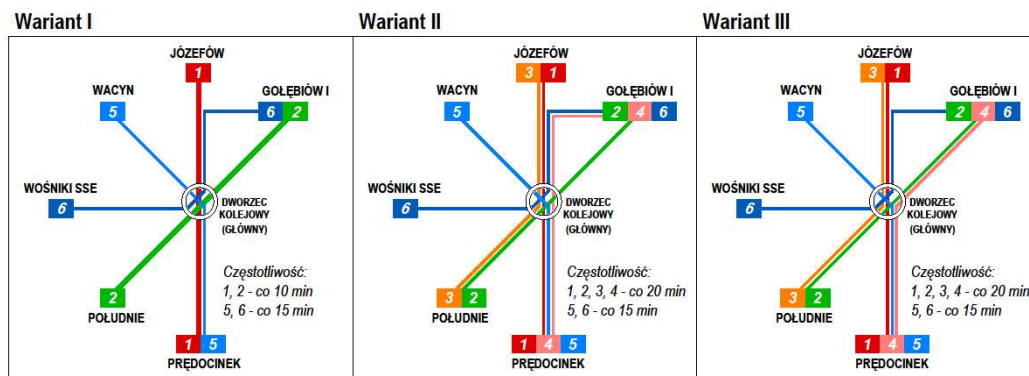 Wariant I
JÓZEFÓW
1
WACYN
5
GOŁĘBIÓW I
6 2
WOŚNIKI SSE
6
DWORZEC
KOLEJOWY
(GŁÓWNY)
2
POŁUDNIE
Częstotliwość:
1, 2 - co 10 min
5, 6 - co 15 min
1 5
PRĘDOCINEK
Wariant II
JÓZEFÓW
3 1
WACYN
5
GOŁĘBIÓW I
2 4 6
WOŚNIKI SSE
6
DWORZEC
KOLEJOWY
(GŁÓWNY)
3 2
POŁUDNIE
Częstotliwość:
1, 2, 3, 4 - co 20 min
5, 6 - co 15 min
1 4 5
PRĘDOCINEK
Wariant III
JÓZEFÓW
3 1
WACYN
5
GOŁĘBIÓW I
2 4 6
WOŚNIKI SSE
6
DWORZEC
KOLEJOWY
(GŁÓWNY)
3 2
POŁUDNIE
Częstotliwość:
1, 2, 3, 4 - co 20 min
5, 6 - co 15 min
1 4 5
PRĘDOCINEK